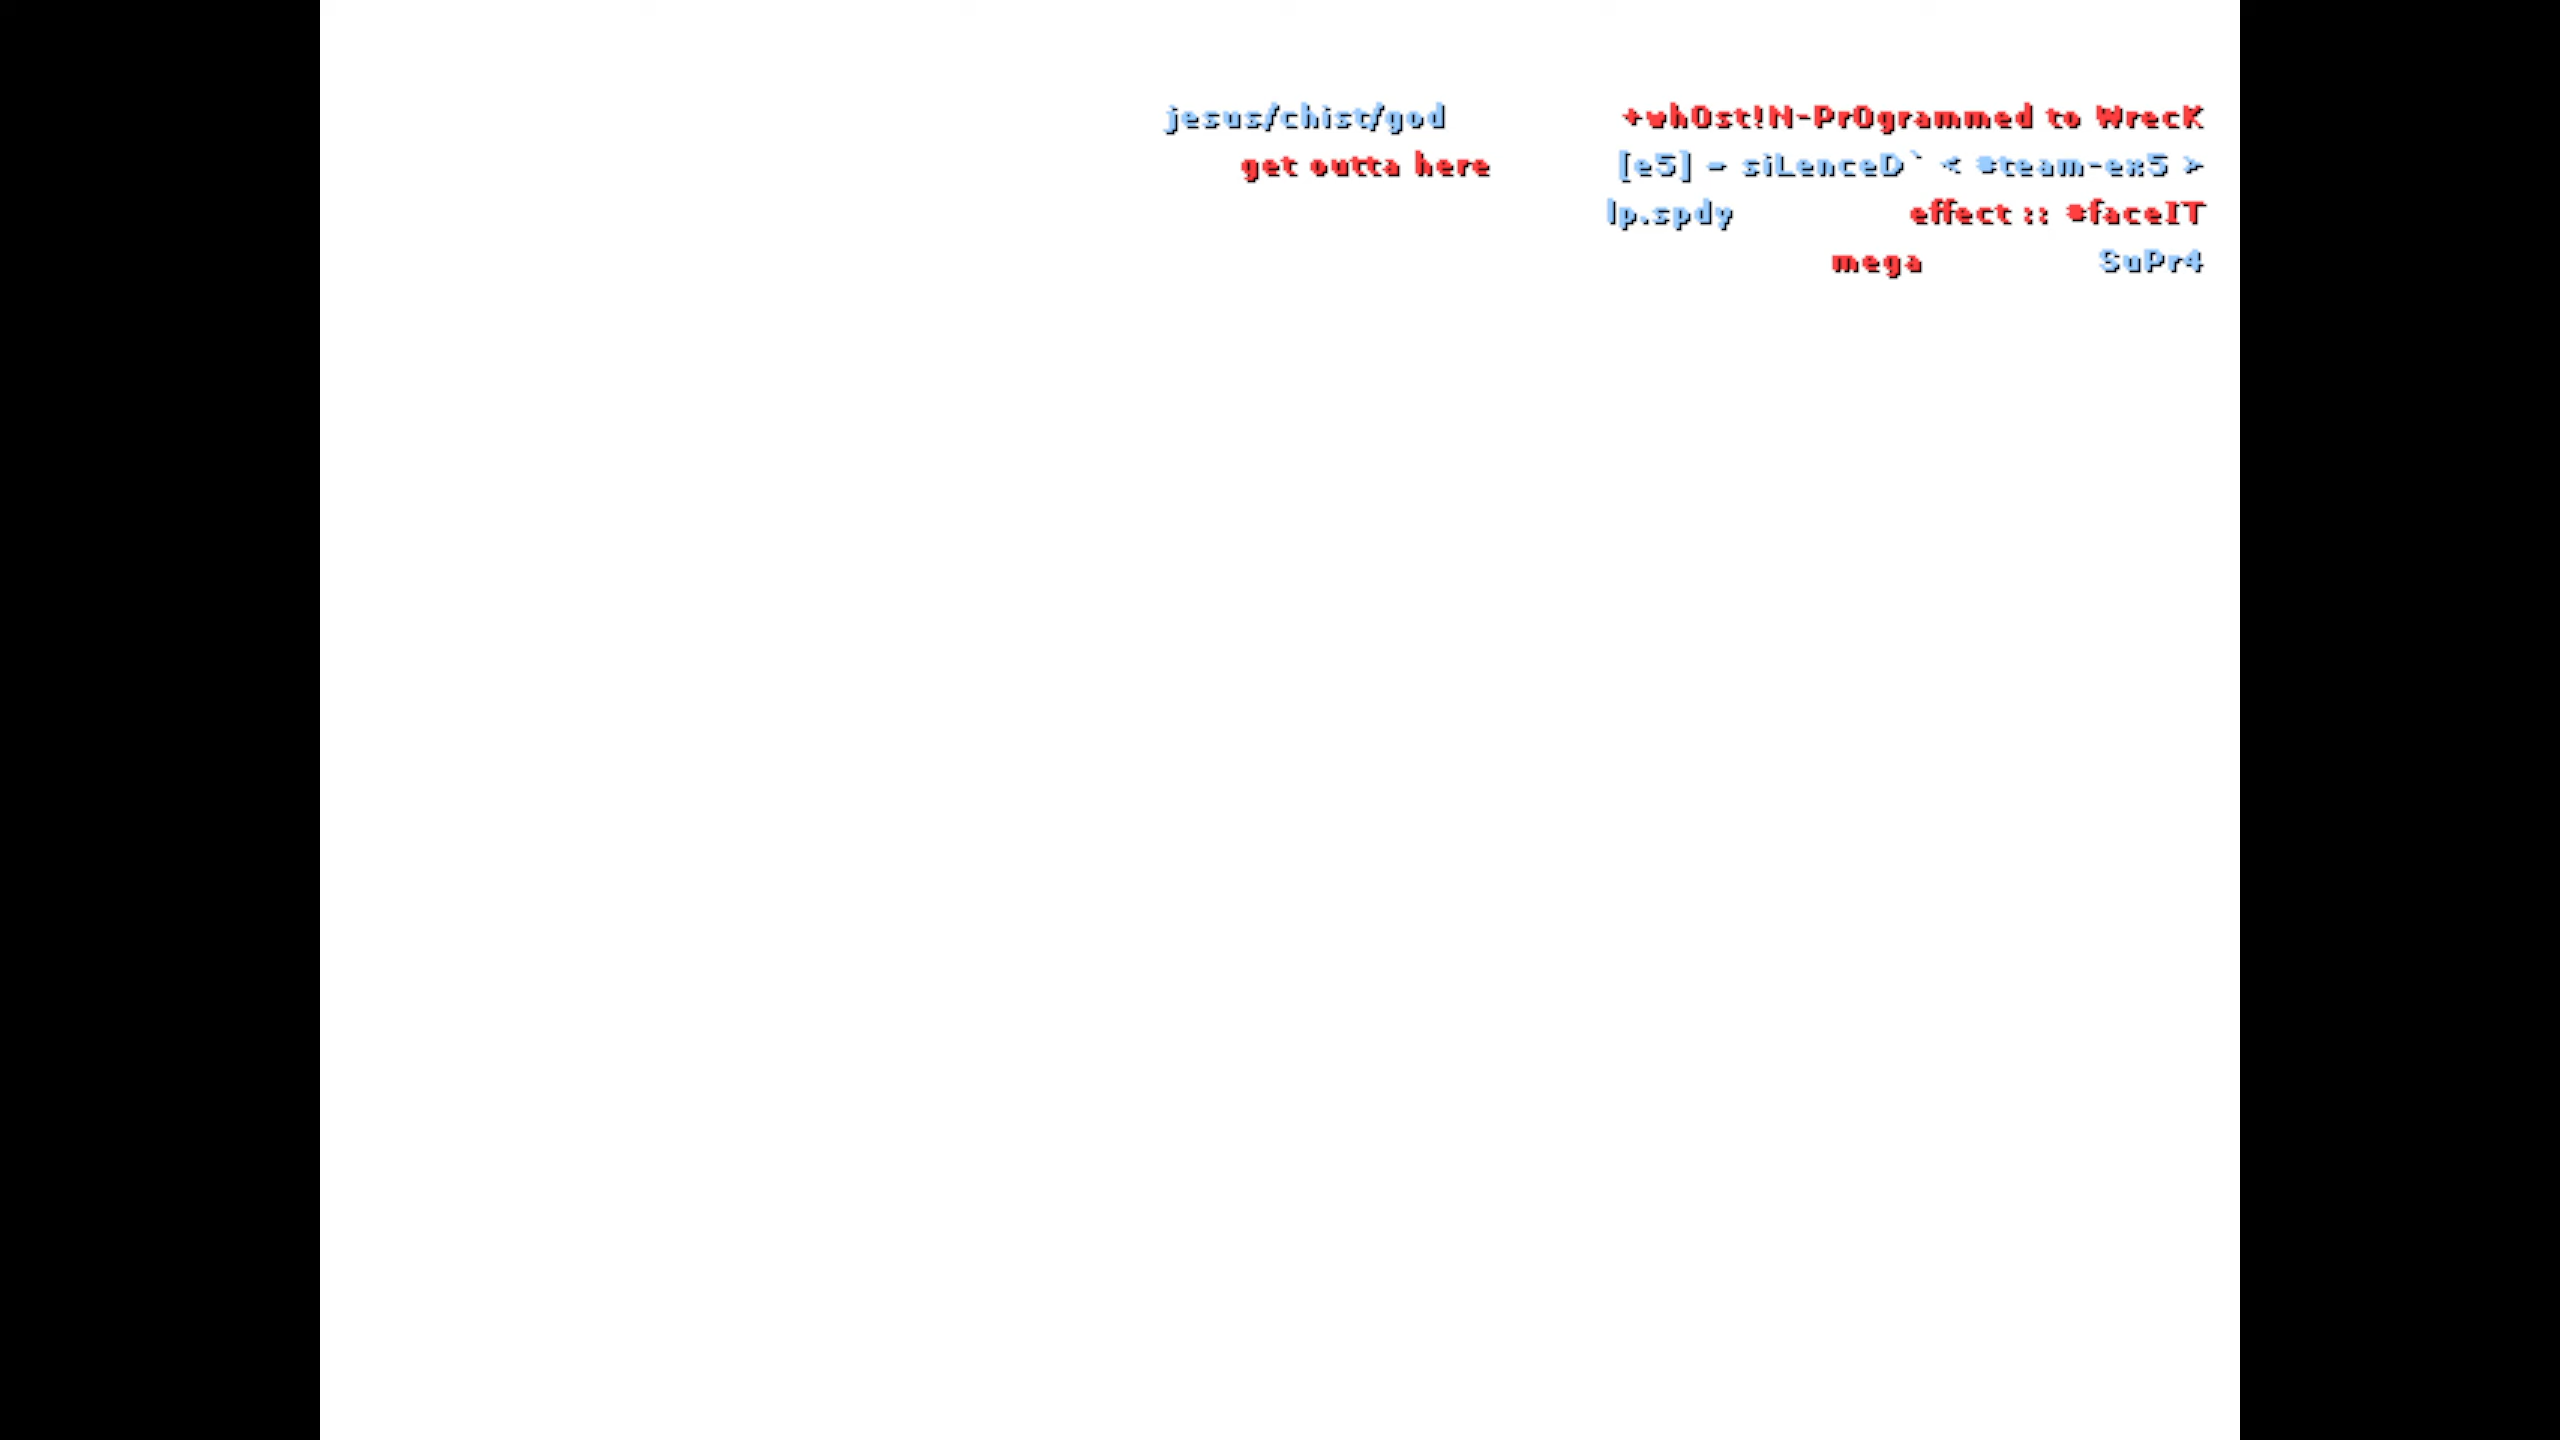 jesus/chist/god +whOst!N-PrOgrammed to WrecK
get outta here [e5] - siLenceD` < #team-ex5 >
lp.spdy effect :: #faceIT
mega SuPr4